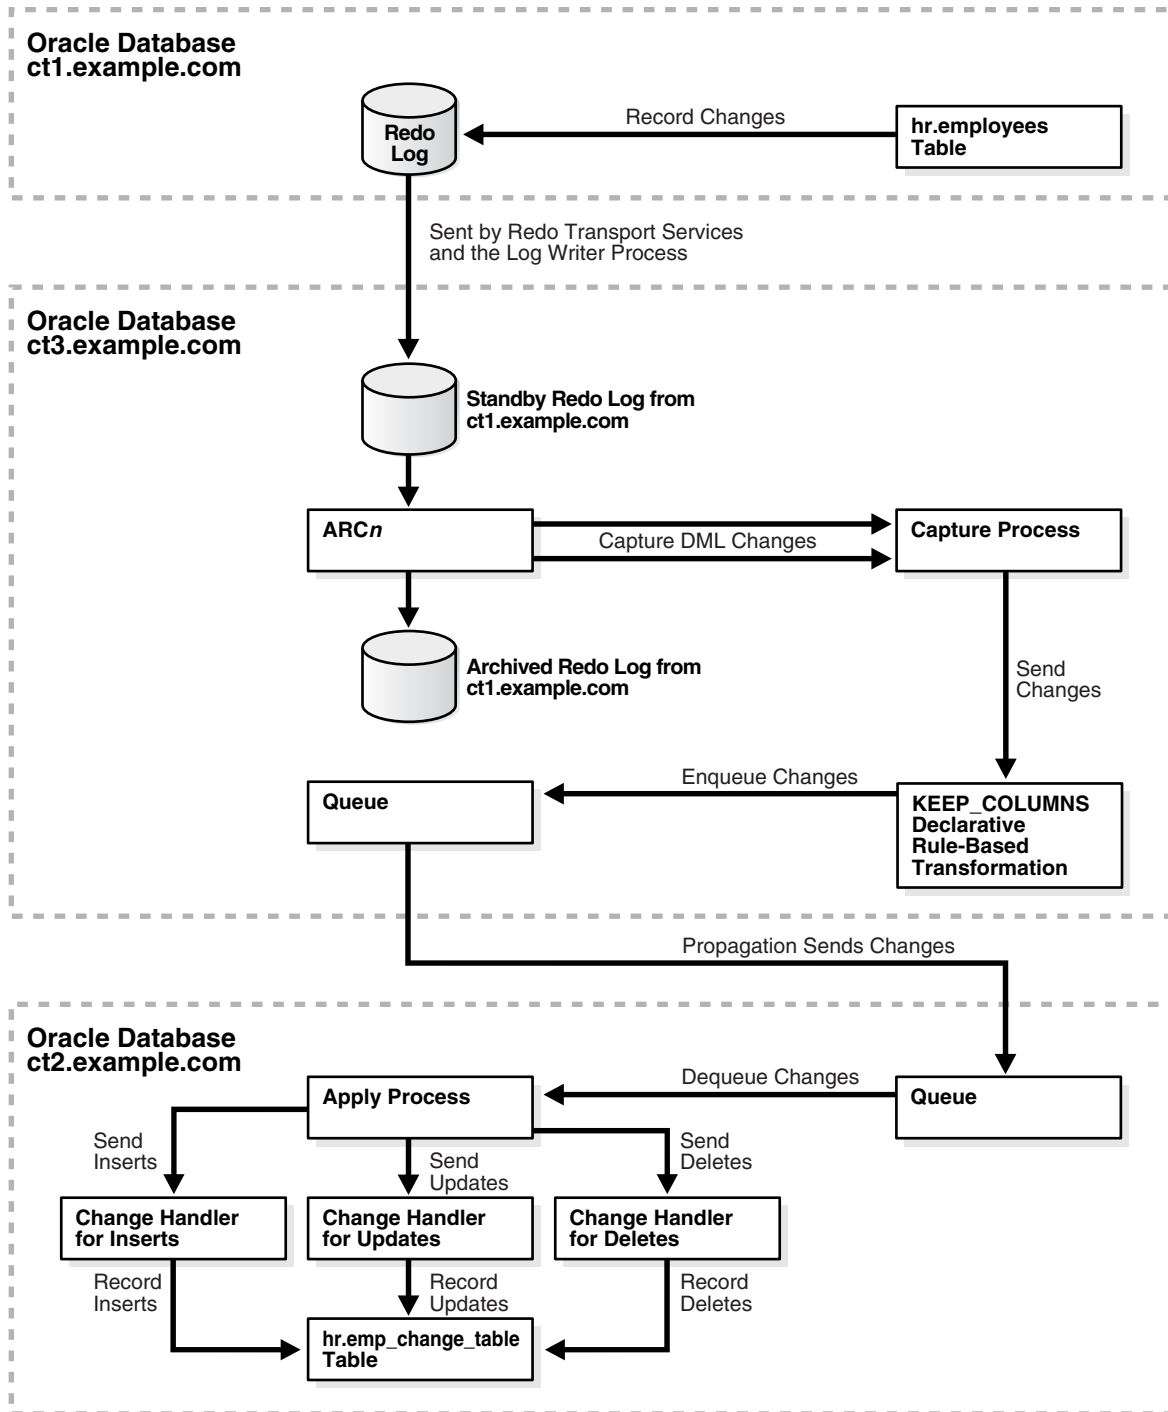 Oracle Database
ct1.example.com
Record Changes
Redo
Log
hr.employees
Table
Sent by Redo Transport Services
and the Log Writer Process
Oracle Database
ct3.example.com
Standby Redo Log from
ct1.example.com
ARCn
Capture DML Changes
Capture Process
Archived Redo Log from
ct1.example.com
Send
Changes
Enqueue Changes
Queue
KEEP_COLUMNS
Declarative
Rule-Based
Transformation
Propagation Sends Changes
Oracle Database
ct2.example.com
Dequeue Changes
Apply Process
Queue
Send
Inserts
Send
Updates
Send
Deletes
Change Handler
for Inserts
Change Handler
for Updates
Change Handler
for Deletes
Record
Inserts
Record
Updates
Record
Deletes
hr.emp_change_table
Table